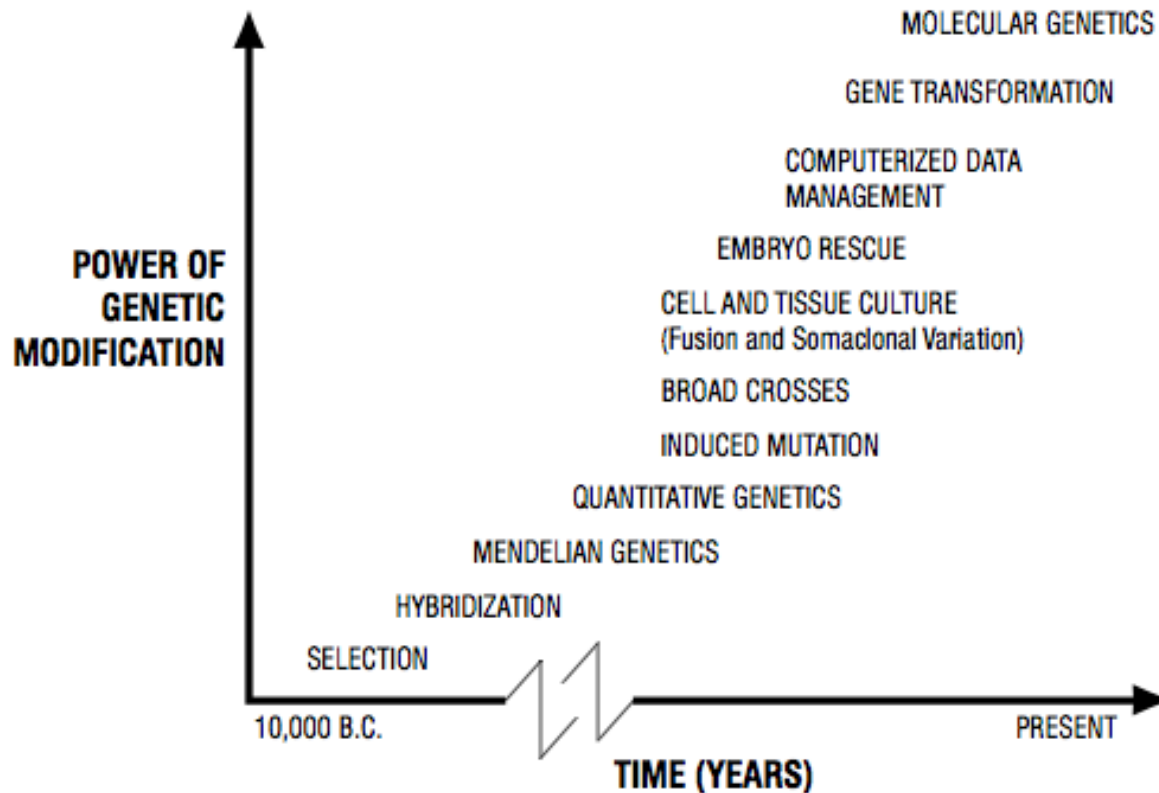 MOLECULAR GENETICS
GENE TRANSFORMATION
COMPUTERIZED DATA
MANAGEMENT
EMBRYO RESCUE
POWER OF
GENETIC
MODIFICATION
CELL AND TISSUE CULTURE
(Fusion and Somaclonal Variation)
BROAD CROSSES
INDUCED MUTATION
QUANTITATIVE GENETICS
MENDELIAN GENETICS
HYBRIDIZATION
SELECTION
10,000 B.C.
PRESENT
TIME (YEARS)